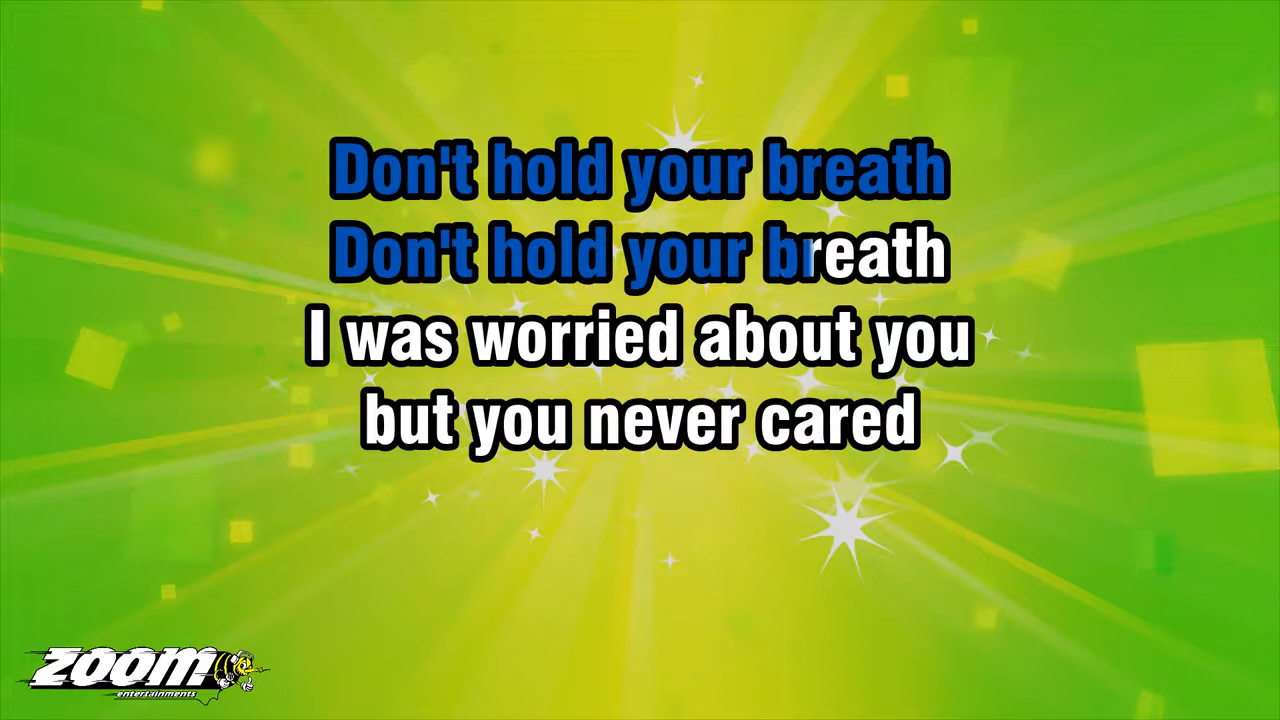 Don't hold your breath
Don't hold your breath
I was worried about you
but you never cared
ZOOM
entertainments